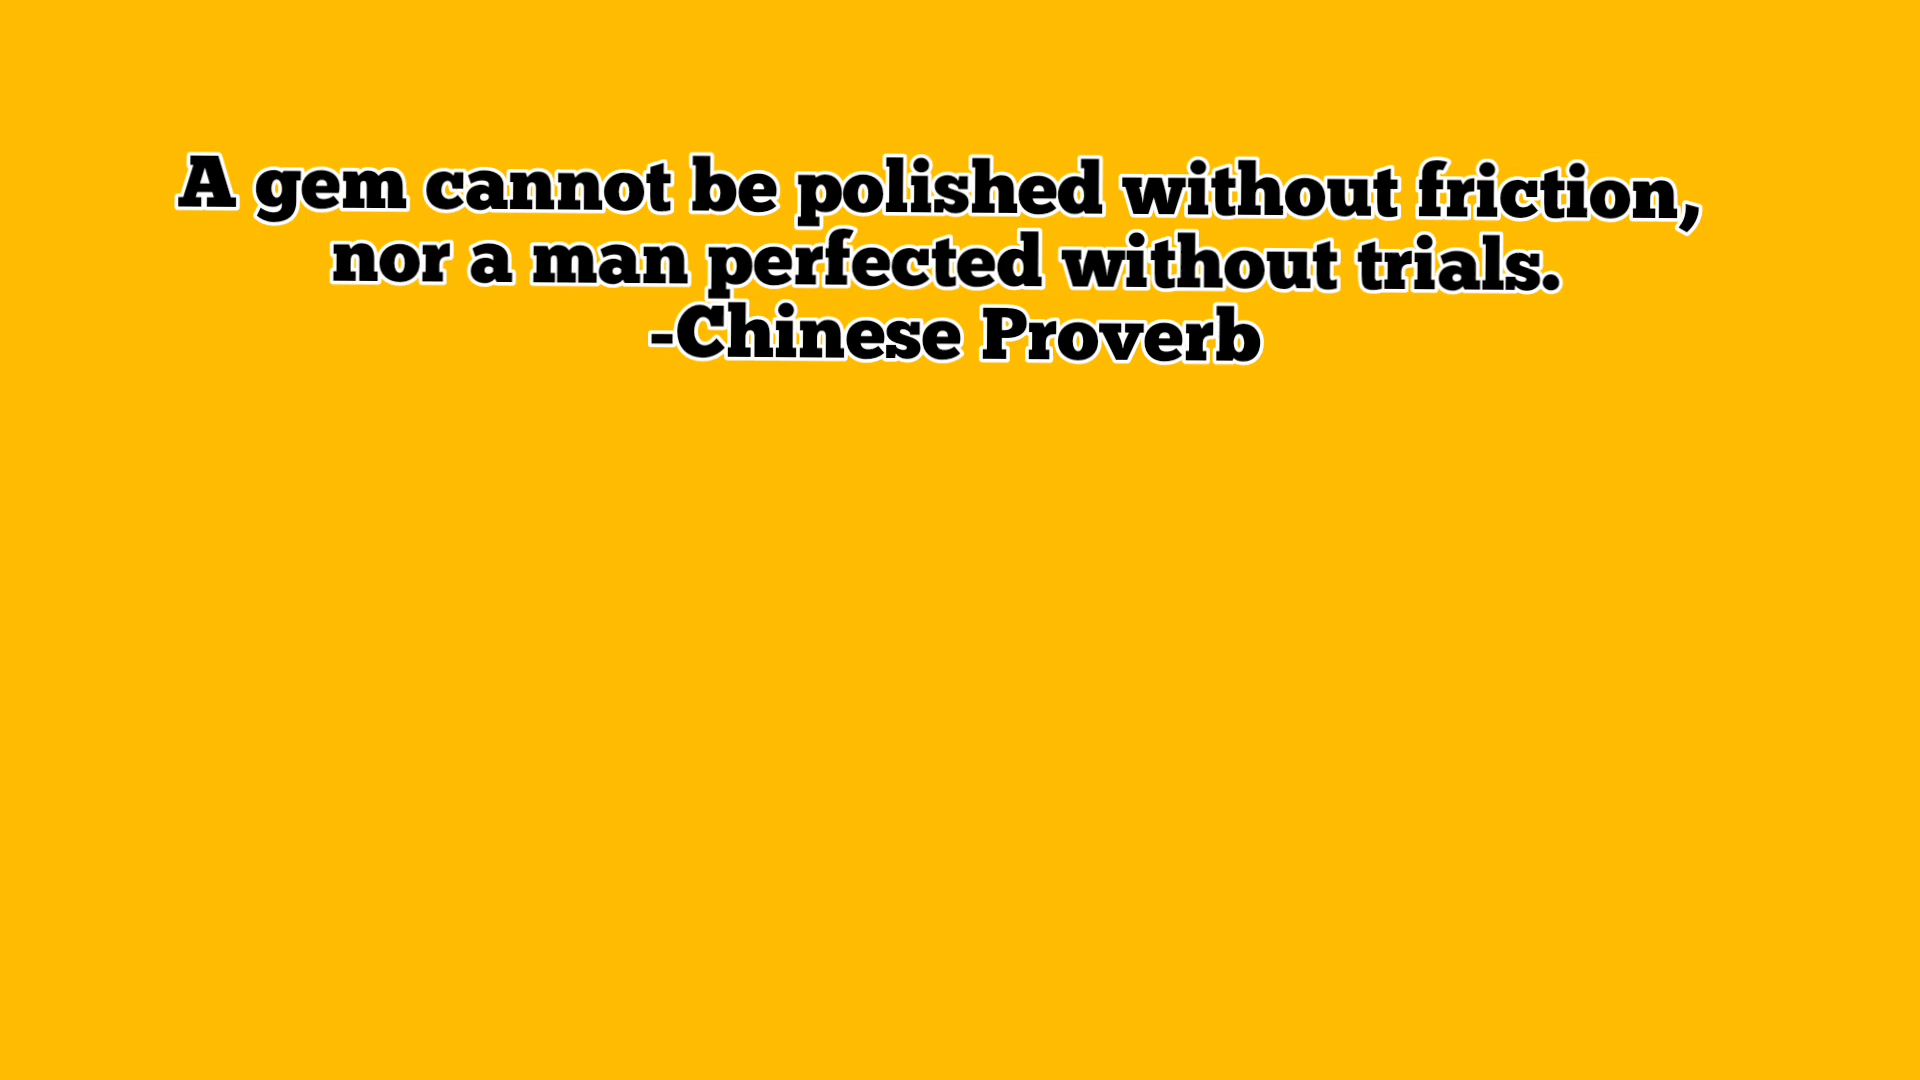 A gem cannot be polished without friction,
nor a man perfected without trials.
-Chinese Proverb